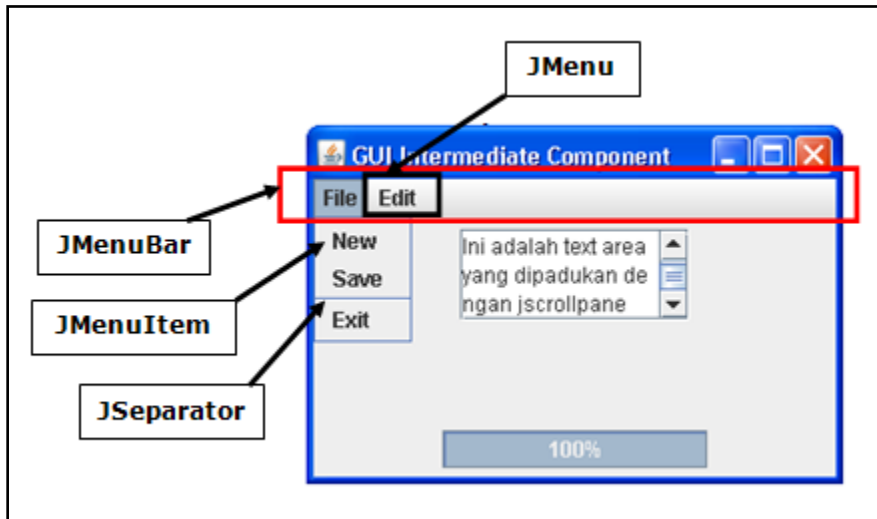 JMenu
GUI Intermediate Component
File Edit
JMenuBar
New
Save
Exit
Ini adalah text area
yang dipadukan de
ngan jscrollpane
JMenuItem
JSeparator
100%